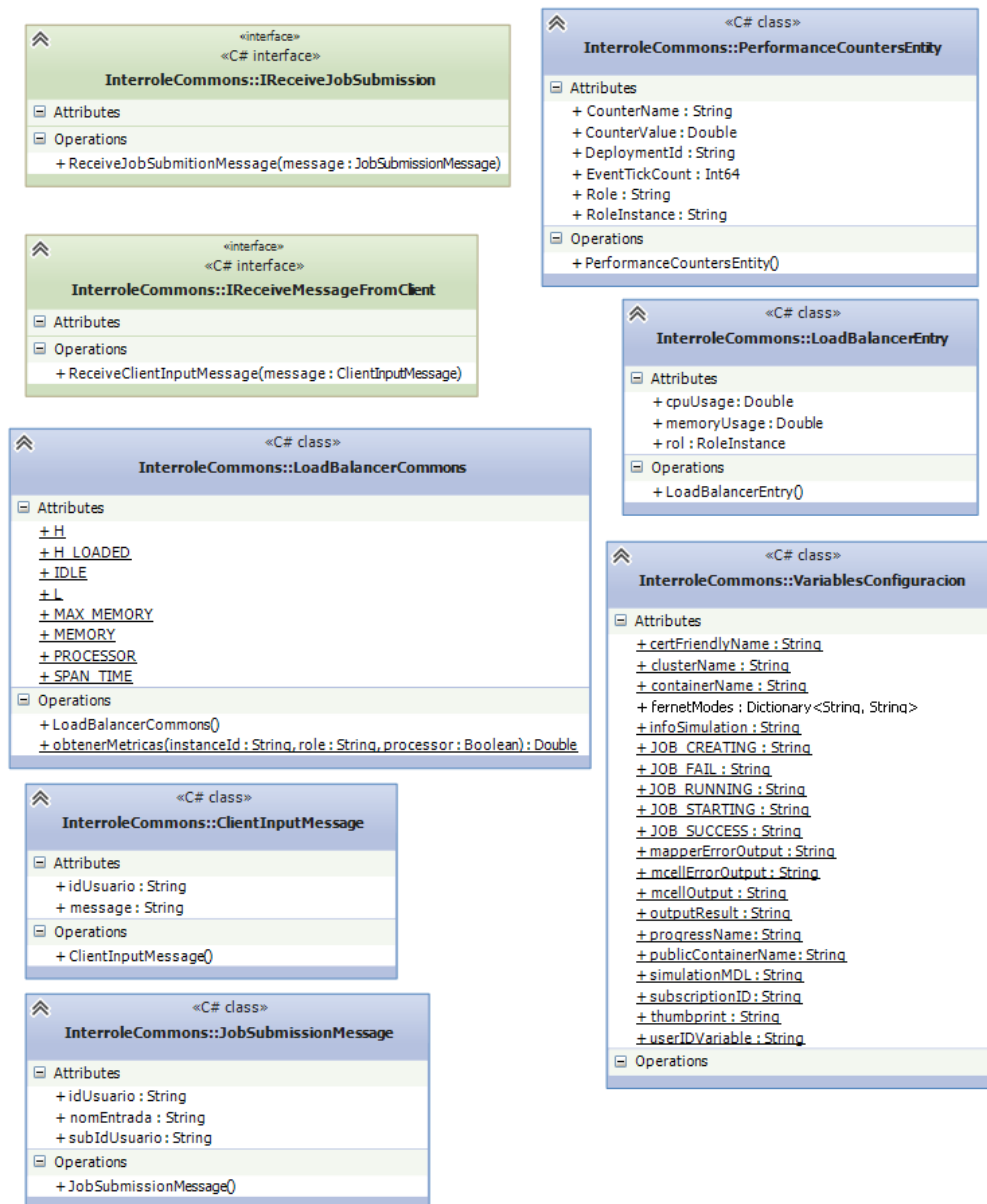 «interface»
«C# interface»
InterroleCommons::IReceiveJobSubmission
Attributes
Operations
+ ReceiveJobSubmitionMessage(message : JobSubmissionMessage)
«C# class»
InterroleCommons::PerformanceCountersEntity
Attributes
+ CounterName : String
+ CounterValue : Double
+ DeploymentId : String
+ EventTickCount : Int64
+ Role : String
+ RoleInstance : String
Operations
+ PerformanceCountersEntity()
«interface»
«C# interface»
InterroleCommons::IReceiveMessageFromClient
Attributes
Operations
+ ReceiveClientInputMessage(message : ClientInputMessage)
«C# class»
InterroleCommons::LoadBalancerEntry
Attributes
+ cpuUsage : Double
+ memoryUsage : Double
+ rol : RoleInstance
Operations
+ LoadBalancerEntry()
«C# class»
InterroleCommons::LoadBalancerCommons
Attributes
+ H
+ H_LOADED
+ IDLE
+ L
+ MAX_MEMORY
+ MEMORY
+ PROCESSOR
+ SPAN_TIME
Operations
+ LoadBalancerCommons()
+ obtenerMetricas(instanceId : String, role : String, processor : Boolean) : Double
«C# class»
InterroleCommons::VariablesConfiguracion
Attributes
+ certFriendlyName : String
+ clusterName : String
+ containerName : String
+ fernetModes : Dictionary<String, String>
+ infoSimulation : String
+ JOB_CREATING : String
+ JOB_FAIL : String
+ JOB_RUNNING : String
+ JOB_STARTING : String
+ JOB_SUCCESS : String
+ mapperErrorOutput : String
+ mcellErrorOutput : String
+ mcellOutput : String
+ outputResult : String
+ progressName : String
+ publicContainerName : String
+ simulationMDL : String
+ subscriptionID : String
+ thumbprint : String
+ userIDVariable : String
Operations
«C# class»
InterroleCommons::ClientInputMessage
Attributes
+ idUsuario : String
+ message : String
Operations
+ ClientInputMessage()
«C# class»
InterroleCommons::JobSubmissionMessage
Attributes
+ idUsuario : String
+ nomEntrada : String
+ subIdUsuario : String
Operations
+ JobSubmissionMessage()